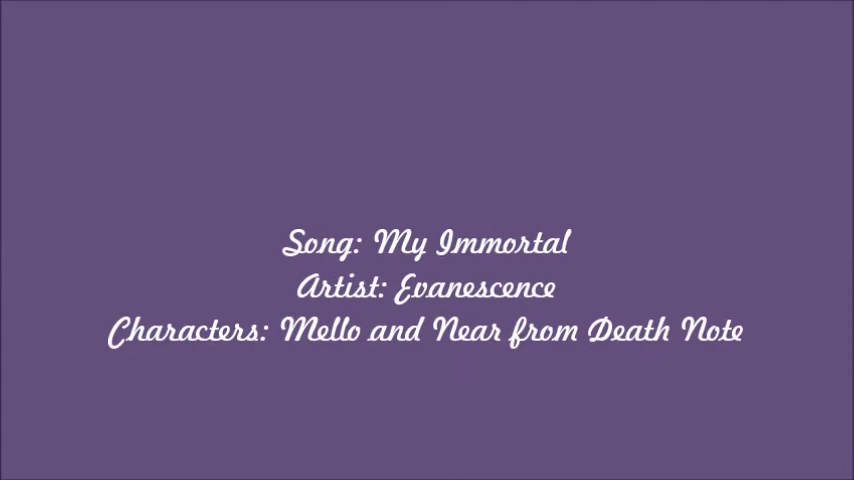 Song: My Immortal
Artist: Evanescence
Characters: Mello and Near from Death Note